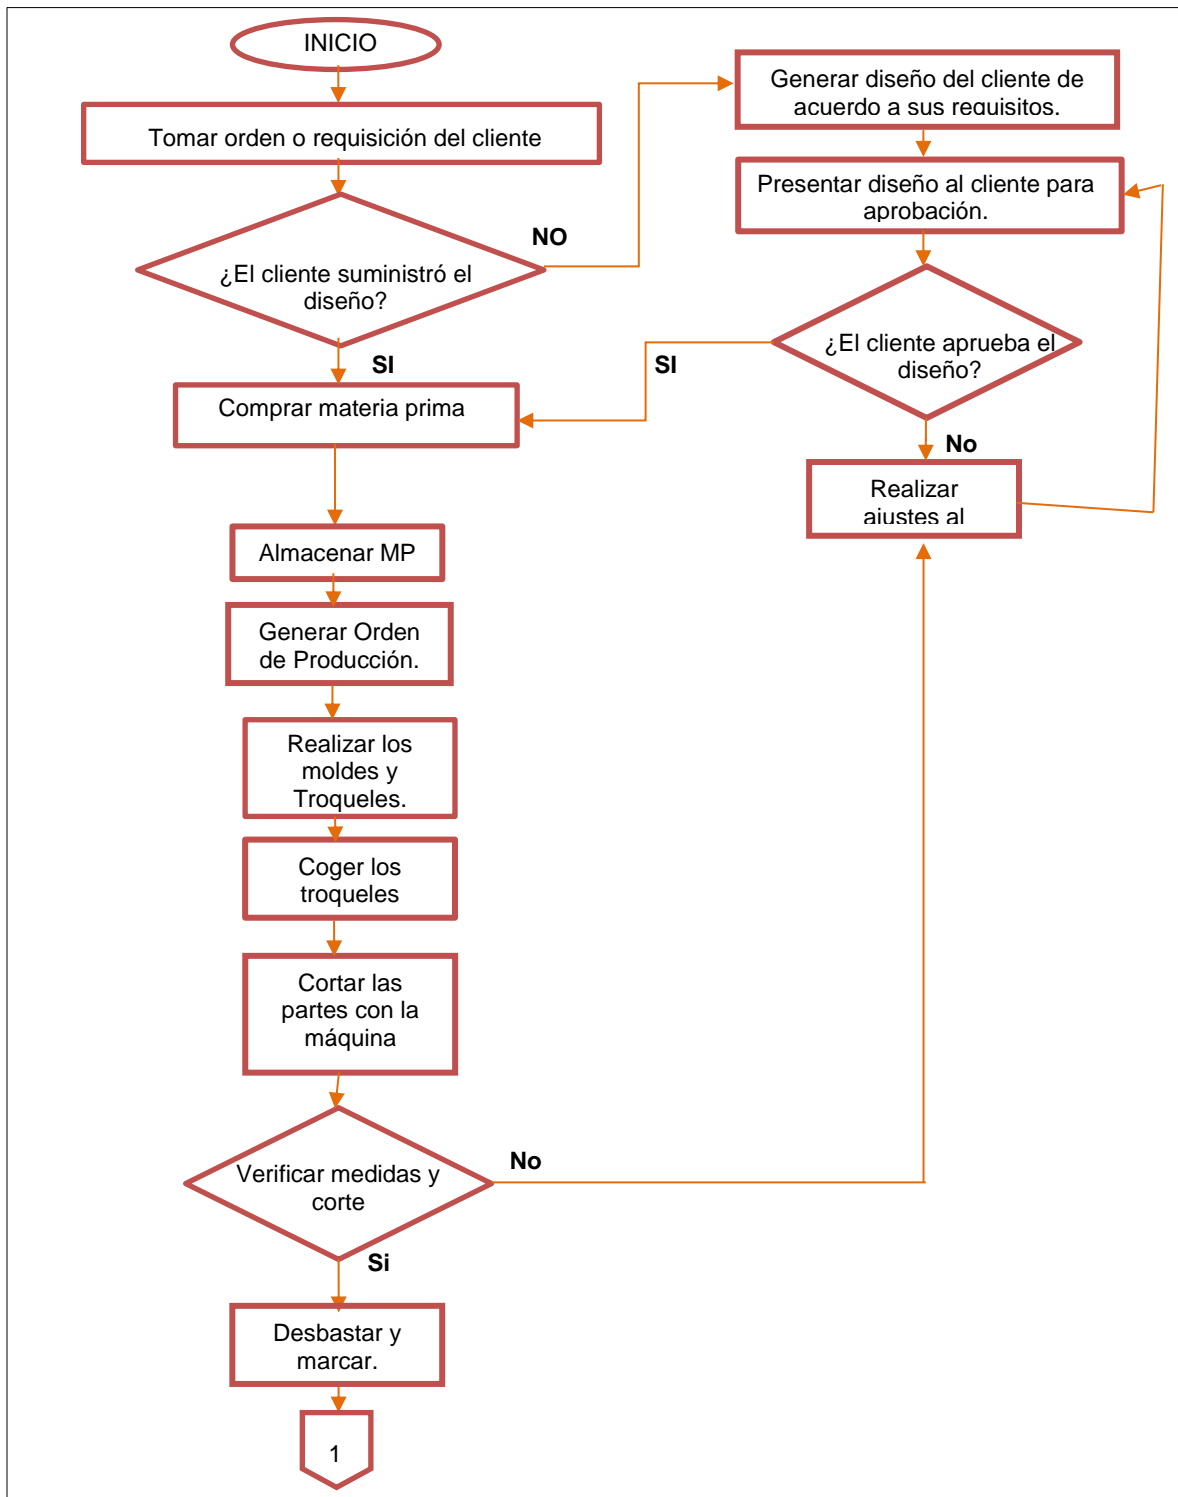 INICIO
Tomar orden o requisición del cliente
¿El cliente suministró el
diseño?
NO
SI
Generar diseño del cliente de
acuerdo a sus requisitos.
Presentar diseño al cliente para
aprobación.
¿El cliente aprueba el
diseño?
SI
No
Realizar
ajustes al
Comprar materia prima
Almacenar MP
Generar Orden
de Producción.
Realizar los
moldes y
Troqueles.
Coger los
troqueles
Cortar las
partes con la
máquina
Verificar medidas y
corte
No
Si
Desbastar y
marcar.
1